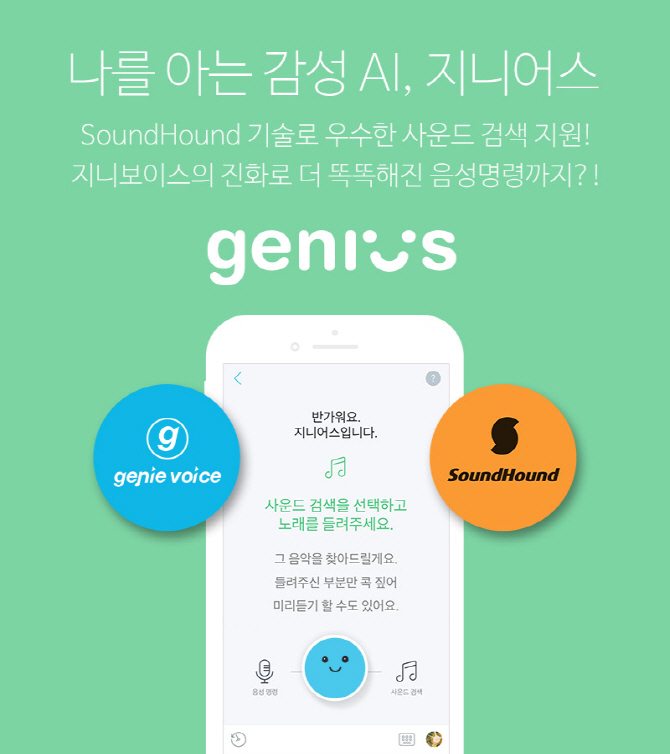 나를 아는 감성 AI, 지니어스
SoundHound 기술로 우수한 사운드 검색 지원!
지니보이스의 진화로 더 똑똑해진 음성명령까지?!
genius
?
반가워요.
지니어스입니다.
g
genie voice
SoundHound
사운드 검색을 선택하고
노래를 들려주세요.
그 음악을 찾아드릴게요.
들려주신 부분만 콕 짚어
미리듣기 할 수도 있어요.
음성 명령
사운드 검색